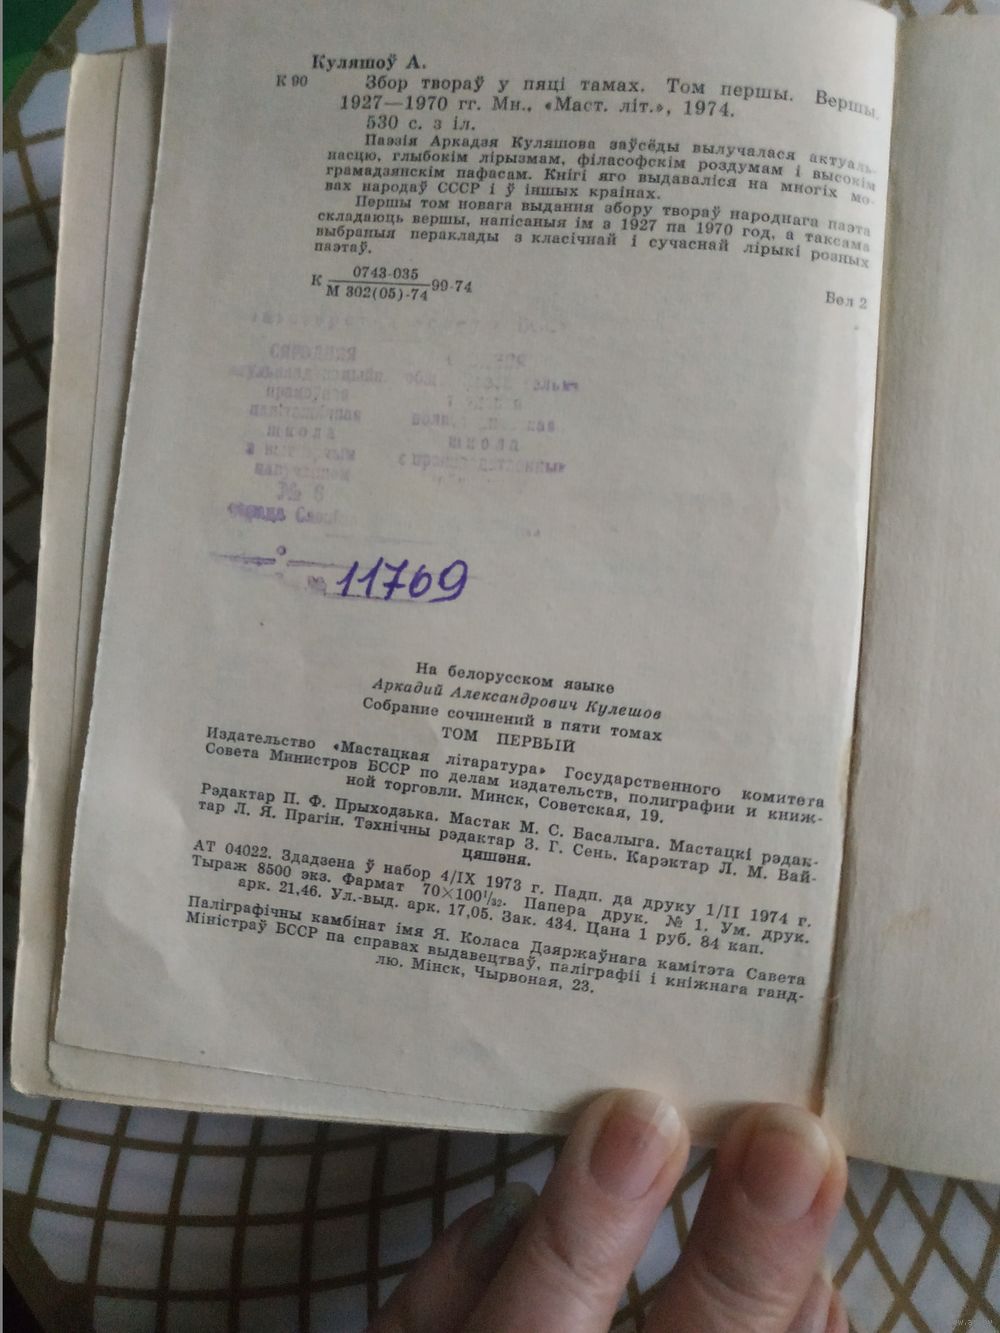 Куляшоў А.
К 90 Збор твораў у пяці тамах. Том першы. Вершы.
1927—1970 гг. Мн., «Маст. літ.», 1974.
530 с. з іл.
Паэзія Аркадзя Куляшова заўсёды вылучалася актуаль-
насцю, глыбокім лірызмам, філасофскім роздумам і высокім
грамадзянскім пафасам. Кнігі яго выдаваліся на многіх мо-
вах народаў СССР і ў іншых краінах.
Першы том новага выдання збору твораў народнага паэта
складаюць вершы, напісаныя ім з 1927 па 1970 год, а таксама
выбраныя пераклады з класічнай і сучаснай лірыкі розных
паэтаў.
0743-035
К 99-74
М 302(05)-74
Бел 2
СЯРЭДНЯЯ
школа
школа
№ 6
горада
11769
На белорусском языке
Аркадий Александрович Кулешов
Собрание сочинений в пяти томах
ТОМ ПЕРВЫЙ
Издательство «Мастацкая літаратура» Государственного комитета
Совета Министров БССР по делам издательств, полиграфии и книж-
ной торговли. Минск, Советская, 19.
Рэдактар П. Ф. Прыходзька. Мастак М. С. Басалыга. Мастацкі рэдак-
тар Л. Я. Прагін. Тэхнічны рэдактар З. Г. Сень. Карэктар Л. М. Вай-
цяшэня.
АТ 04022. Здадзена ў набор 4/IX 1973 г. Падп. да друку 1/II 1974 г.
Тыраж 8500 экз. Фармат 70×100¹/₃₂. Папера друк. № 1. Ум. друк.
арк. 21,46. Ул.-выд. арк. 17,05. Зак. 434. Цана 1 руб. 84 кап.
Паліграфічны камбінат імя Я. Коласа Дзяржаўнага камітэта Савета
Міністраў БССР па справах выдавецтваў, паліграфіі і кніжнага ганд-
лю. Мінск, Чырвоная, 23.